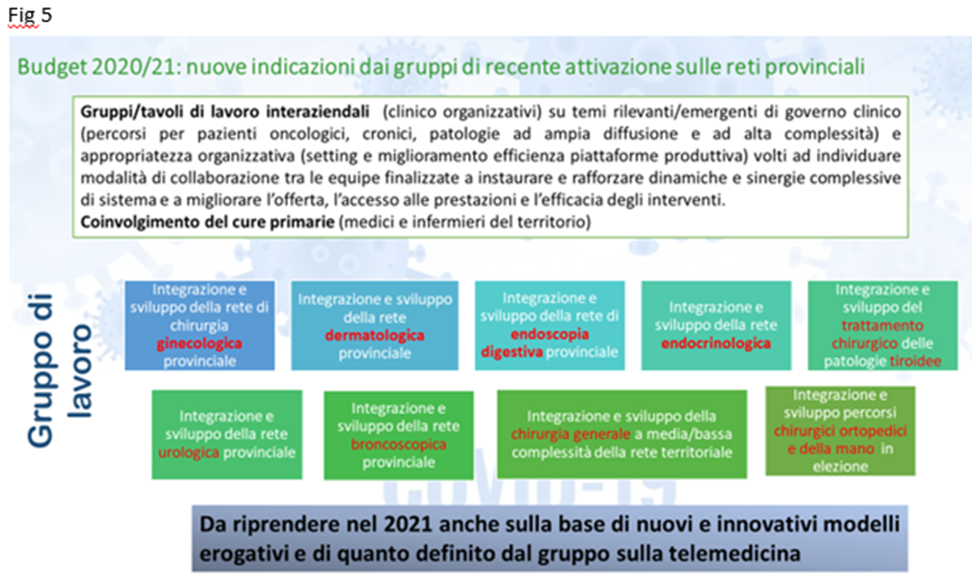 Fig 5
Budget 2020/21: nuove indicazioni dai gruppi di recente attivazione sulle reti provinciali
Gruppi/tavoli di lavoro interaziendali (clinico organizzativi) su temi rilevanti/emergenti di governo clinico
(percorsi per pazienti oncologici, cronici, patologie ad ampia diffusione e ad alta complessità) e
appropriatezza organizzativa (setting e miglioramento efficienza piattaforme produttiva) volti ad individuare
modalità di collaborazione tra le equipe finalizzate a instaurare e rafforzare dinamiche e sinergie complessive
di sistema e a migliorare l'offerta, l'accesso alle prestazioni e l'efficacia degli interventi.
Coinvolgimento del cure primarie (medici e infermieri del territorio)
Gruppo di
lavoro
Integrazione e
sviluppo della rete di
chirurgia
ginecologica
provinciale
Integrazione e sviluppo
della rete
dermatologica
provinciale
Integrazione e
sviluppo della rete di
endoscopia
digestiva provinciale
Integrazione e
sviluppo della rete
endocrinologica
Integrazione e
sviluppo del
trattamento
chirurgico delle
patologie tiroidee
Integrazione e
sviluppo della rete
urologica provinciale
Integrazione e
sviluppo della rete
broncoscopica
provinciale
Integrazione e sviluppo della
chirurgia generale a media/bassa
complessità della rete territoriale
Integrazione e
sviluppo percorsi
chirurgici ortopedici
e della mano in
elezione
COVID-19
Da riprendere nel 2021 anche sulla base di nuovi e innovativi modelli
erogativi e di quanto definito dal gruppo sulla telemedicina